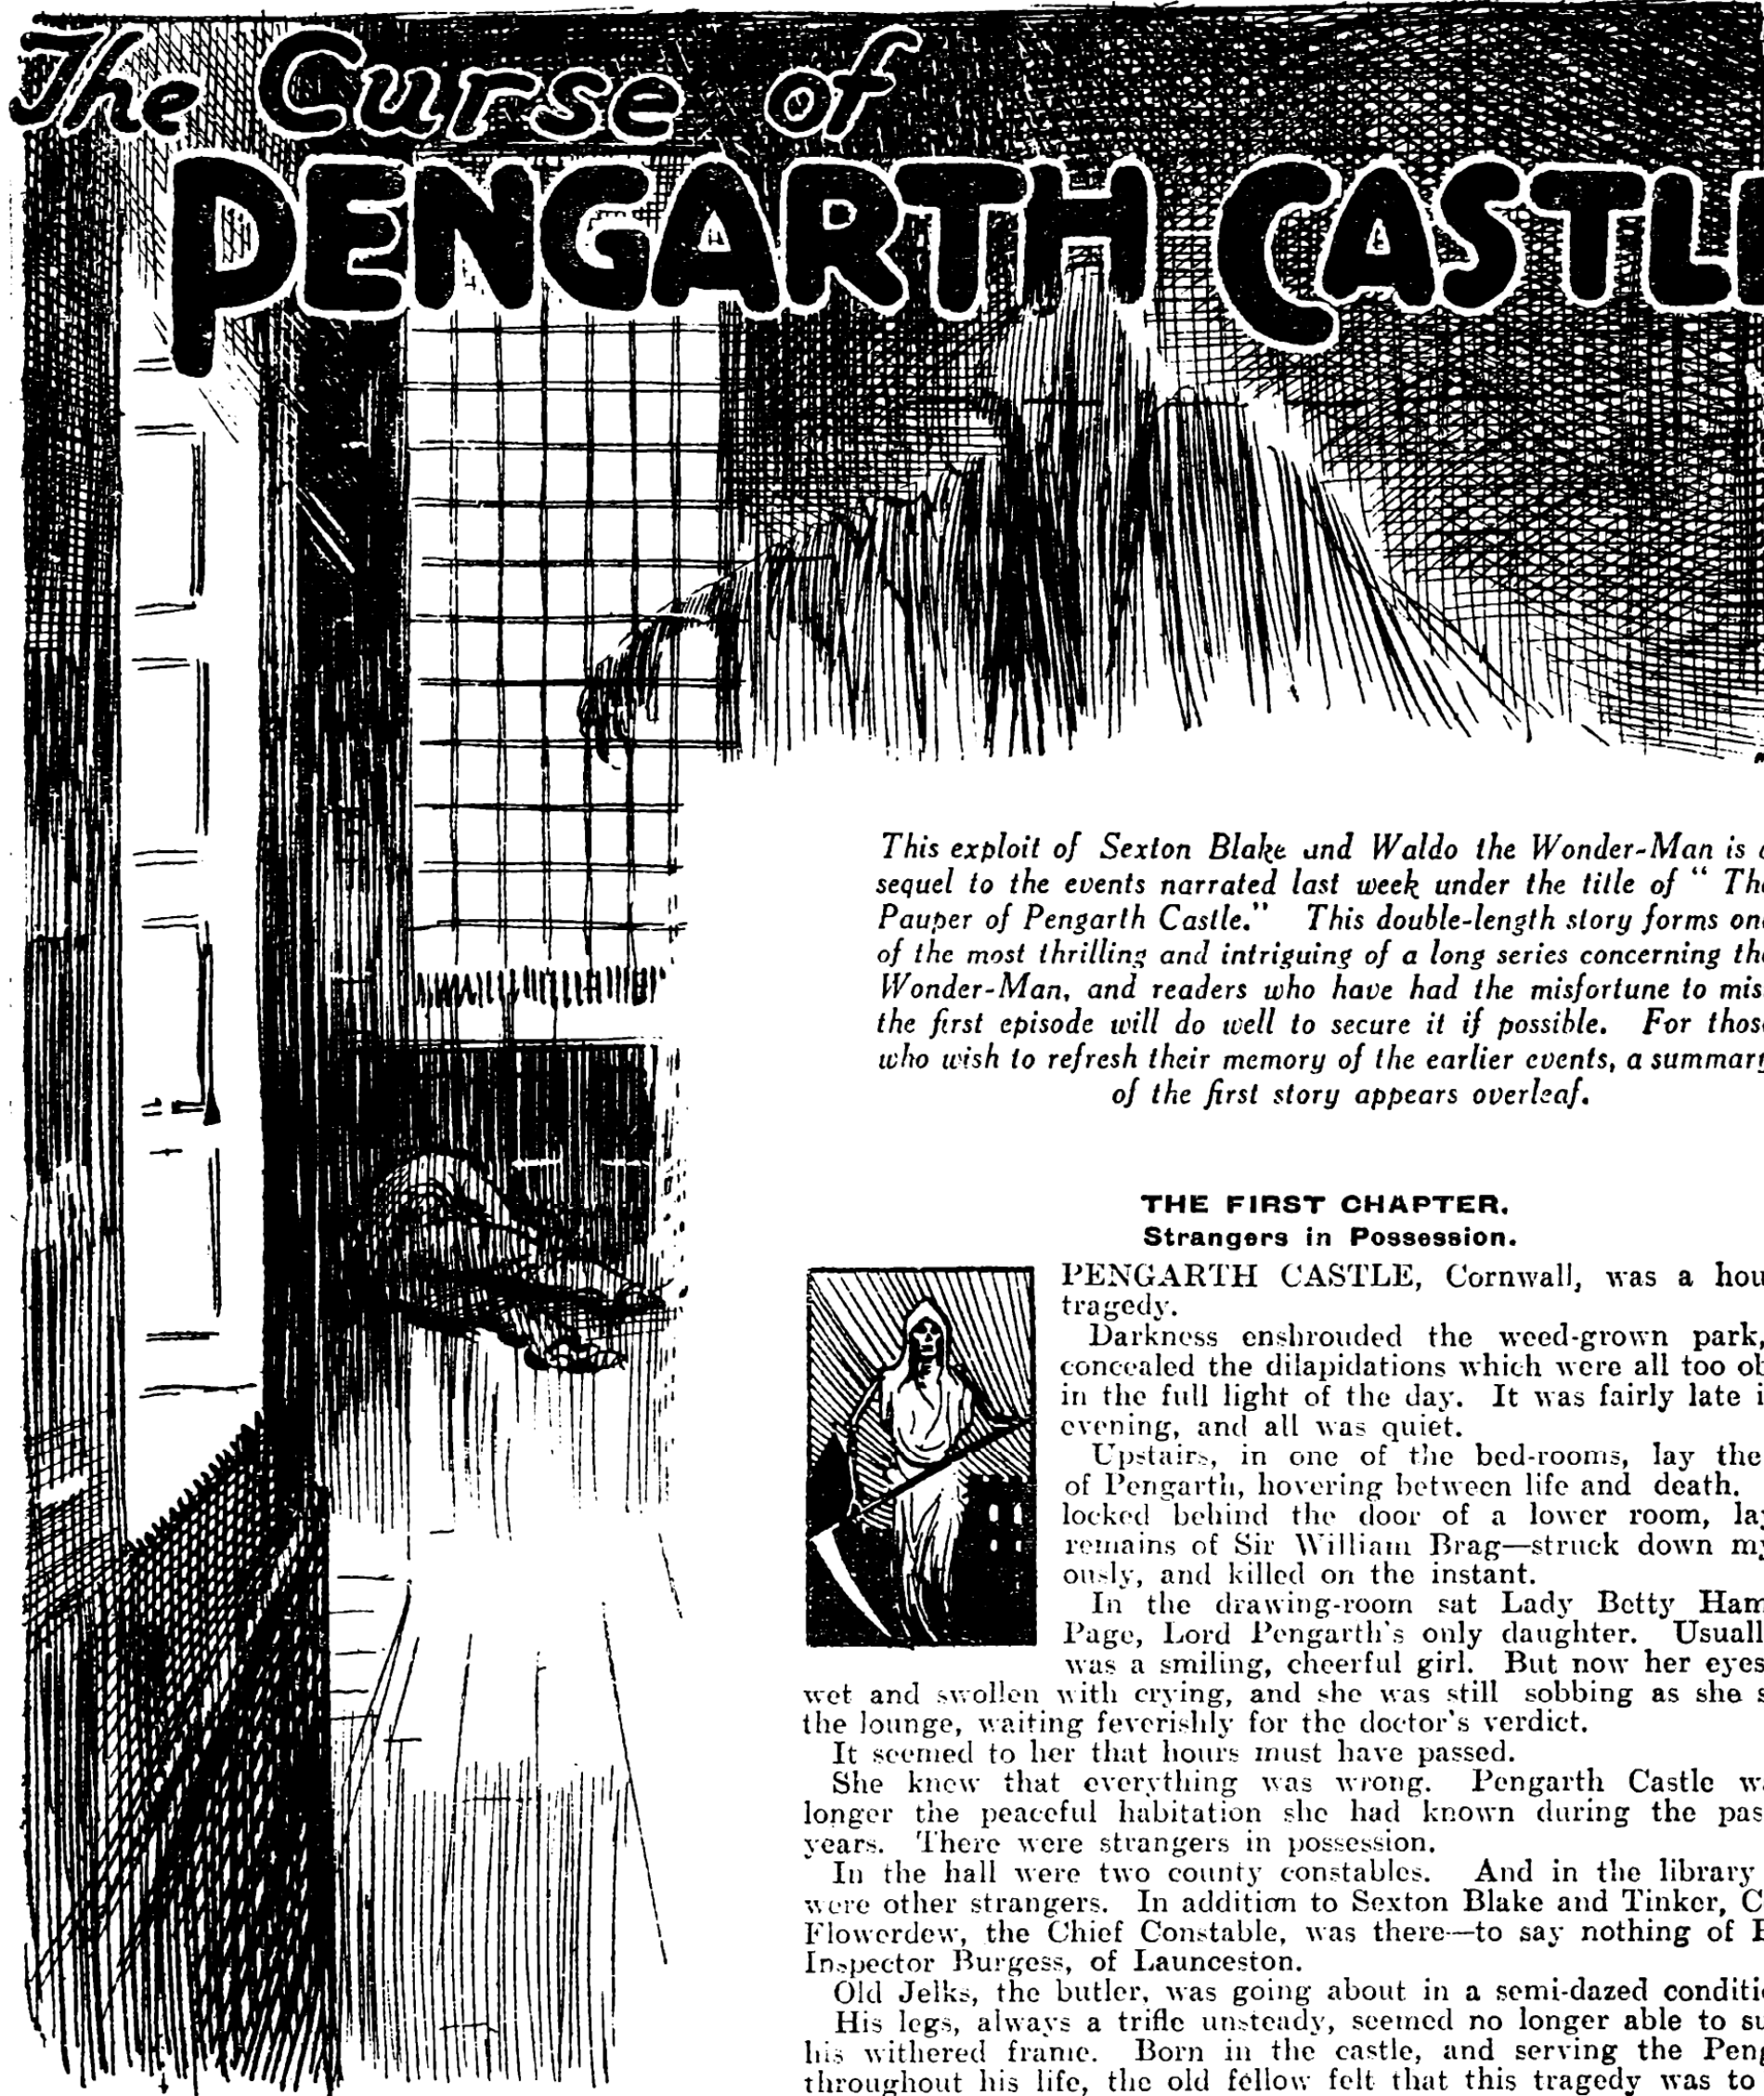 The Curse of
PENGARTH CASTL
This exploit of Sexton Blake and Waldo the Wonder-Man is
sequel to the events narrated last week under the title of " Th
Pauper of Pengarth Castle." This double-length story forms on
of the most thrilling and intriguing of a long series concerning th
Wonder-Man, and readers who have had the misfortune to mis
the first episode will do well to secure it if possible. For thos
who wish to refresh their memory of the earlier events, a summar
of the first story appears overleaf.
THE FIRST CHAPTER.
Strangers in Possession.
PENGARTH CASTLE, Cornwall, was a hou
tragedy.
Darkness enshrouded the weed-grown park,
concealed the dilapidations which were all too ob
in the full light of the day. It was fairly late i
evening, and all was quiet.
Upstairs, in one of the bed-rooms, lay the
of Pengarth, hovering between life and death.
locked behind the door of a lower room, la
remains of Sir William Brag—struck down my
ously, and killed on the instant.
In the drawing-room sat Lady Betty Ham
Page, Lord Pengarth's only daughter. Usuall
was a smiling, cheerful girl. But now her eyes
wet and swollen with crying, and she was still sobbing as she s
the lounge, waiting feverishly for the doctor's verdict.
It seemed to her that hours must have passed.
She knew that everything was wrong. Pengarth Castle w
longer the peaceful habitation she had known during the pas
years. There were strangers in possession.
In the hall were two county constables. And in the library
were other strangers. In addition to Sexton Blake and Tinker, C
Flowerdew, the Chief Constable, was there—to say nothing of
Inspector Burgess, of Launceston.
Old Jelks, the butler, was going about in a semi-dazed conditi
His legs, always a trifle unsteady, seemed no longer able to su
his withered frame. Born in the castle, and serving the Peng
throughout his life, the old fellow felt that this tragedy was to